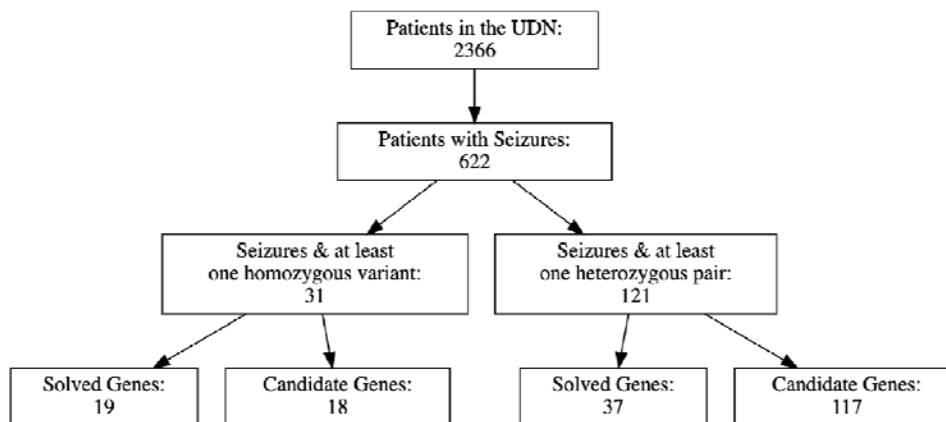 Patients in the UDN:
2366
Patients with Seizures:
622
Seizures & at least
one homozygous variant:
31
Seizures & at least
one heterozygous pair:
121
Solved Genes:
19
Candidate Genes:
18
Solved Genes:
37
Candidate Genes:
117